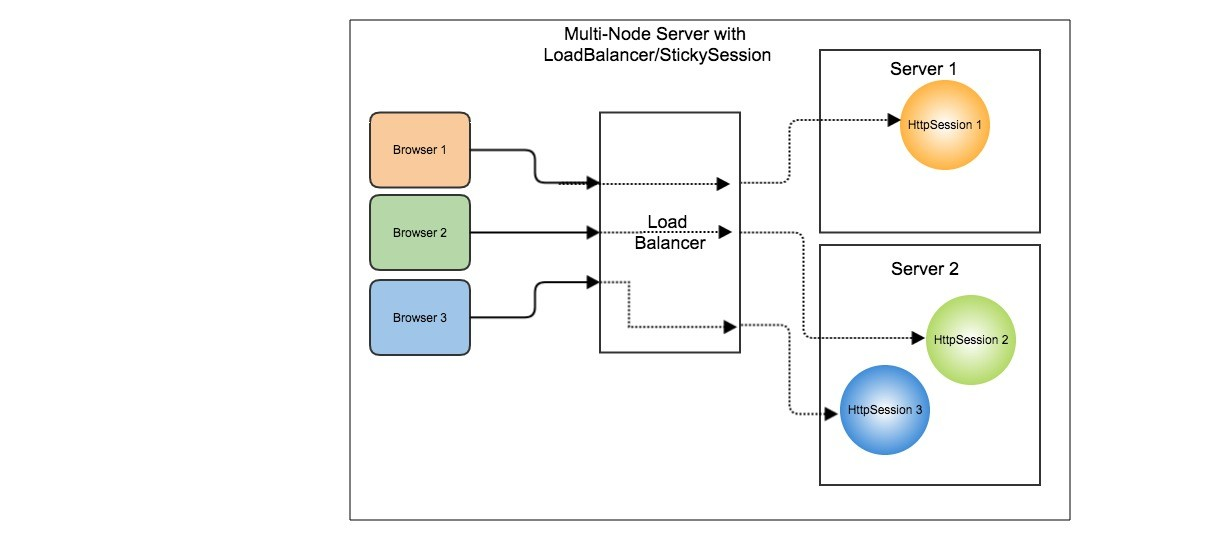 Multi-Node Server with
LoadBalancer/StickySession
Server 1
HttpSession 1
Browser 1
Browser 2
Browser 3
Load
Balancer
Server 2
HttpSession 2
HttpSession 3